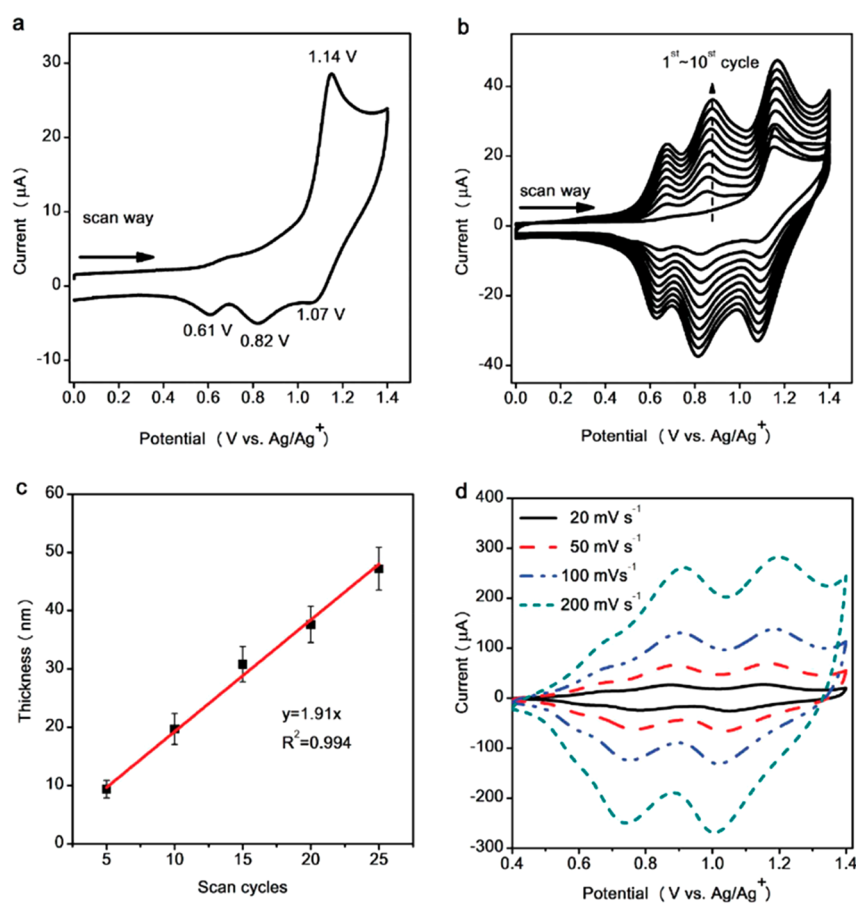 a
1.14 V
scan way
0.61 V
0.82 V
1.07 V
30
20
10
0
-10
Current (μA)
0.0 0.2 0.4 0.6 0.8 1.0 1.2 1.4
Potential (V vs. Ag/Ag⁺)
b
1ˢᵗ~10ˢᵗ cycle
scan way
60
40
20
0
-20
-40
Current (μA)
0.0 0.2 0.4 0.6 0.8 1.0 1.2 1.4
Potential (V vs. Ag/Ag⁺)
c
60
50
40
30
20
10
0
Thickness (nm)
y=1.91x
R²=0.994
5 10 15 20 25
Scan cycles
d
20 mV s⁻¹
50 mV s⁻¹
100 mVs⁻¹
200 mV s⁻¹
400
300
200
100
0
-100
-200
-300
Current (μA)
0.4 0.6 0.8 1.0 1.2 1.4
Potential (V vs. Ag/Ag⁺)